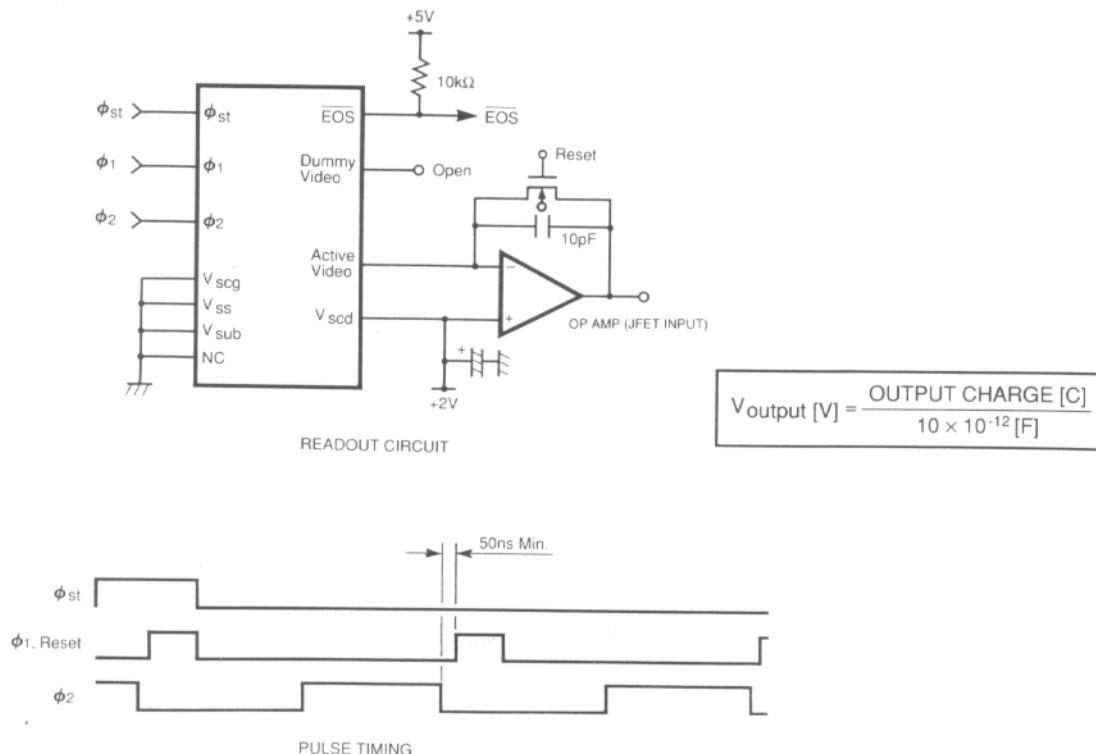 +5V
10kΩ
ϕst ϕst EOS EOS
ϕ1 ϕ1 Dummy Video Open Reset
ϕ2 ϕ2
10pF
Active Video −
Vscg
Vss Vscd +
OP AMP (JFET INPUT)
Vsub
NC +
+2V
READOUT CIRCUIT
Voutput [V] = OUTPUT CHARGE [C] / 10 × 10⁻¹² [F]
50ns Min.
ϕst
ϕ1, Reset
ϕ2
PULSE TIMING